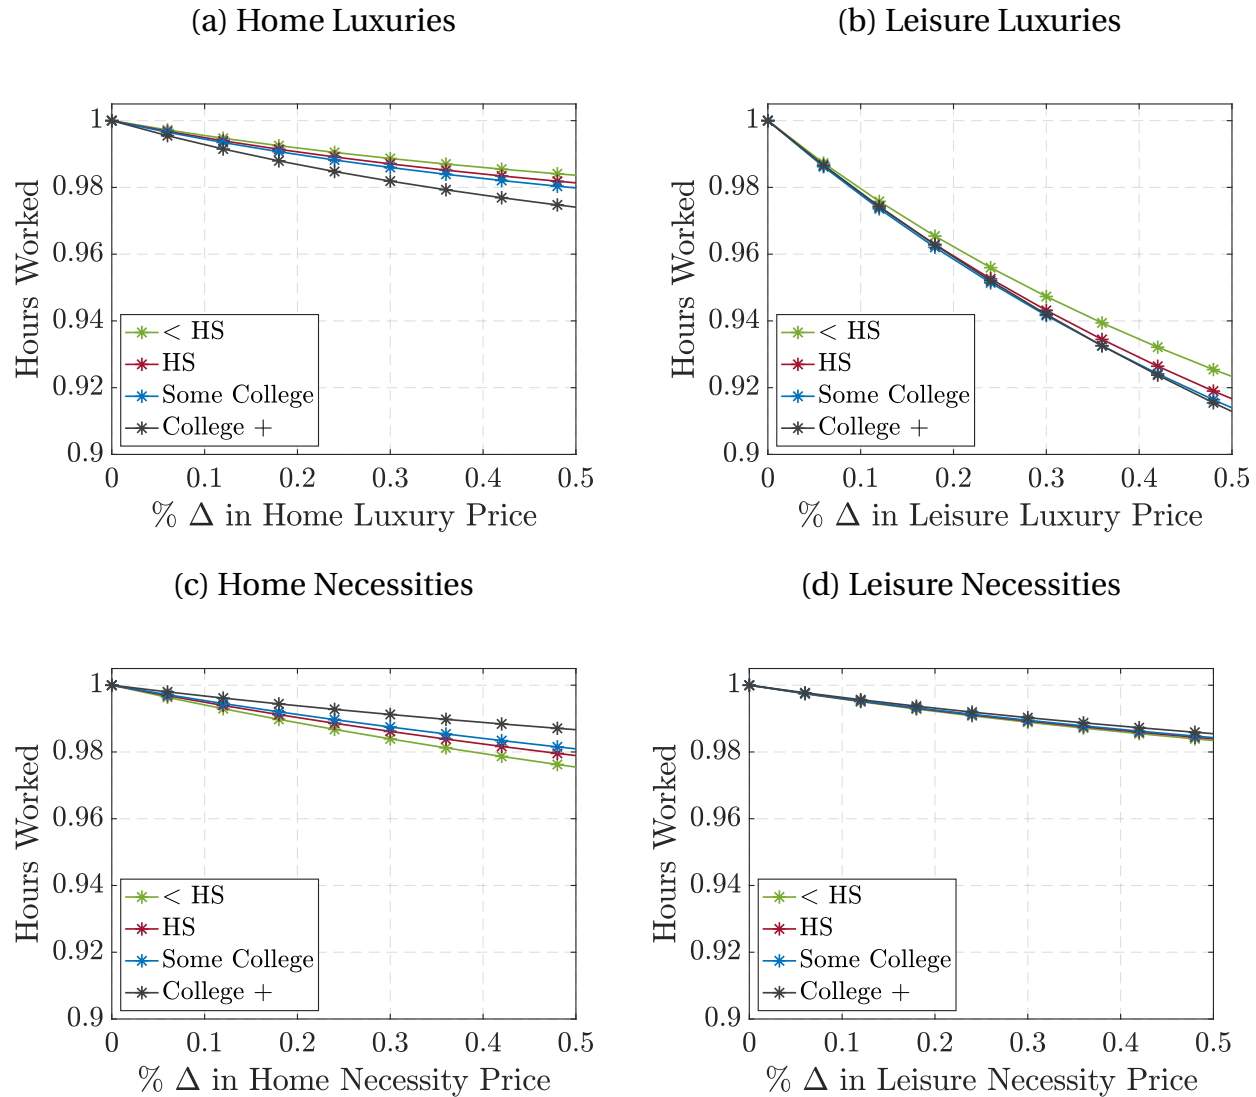 (a) Home Luxuries
1
0.98
0.96
0.94
0.92
0.9
Hours Worked
< HS
HS
Some College
College +
0 0.1 0.2 0.3 0.4 0.5
% Δ in Home Luxury Price
(b) Leisure Luxuries
1
0.98
0.96
0.94
0.92
0.9
Hours Worked
< HS
HS
Some College
College +
0 0.1 0.2 0.3 0.4 0.5
% Δ in Leisure Luxury Price
(c) Home Necessities
1
0.98
0.96
0.94
0.92
0.9
Hours Worked
< HS
HS
Some College
College +
0 0.1 0.2 0.3 0.4 0.5
% Δ in Home Necessity Price
(d) Leisure Necessities
1
0.98
0.96
0.94
0.92
0.9
Hours Worked
< HS
HS
Some College
College +
0 0.1 0.2 0.3 0.4 0.5
% Δ in Leisure Necessity Price